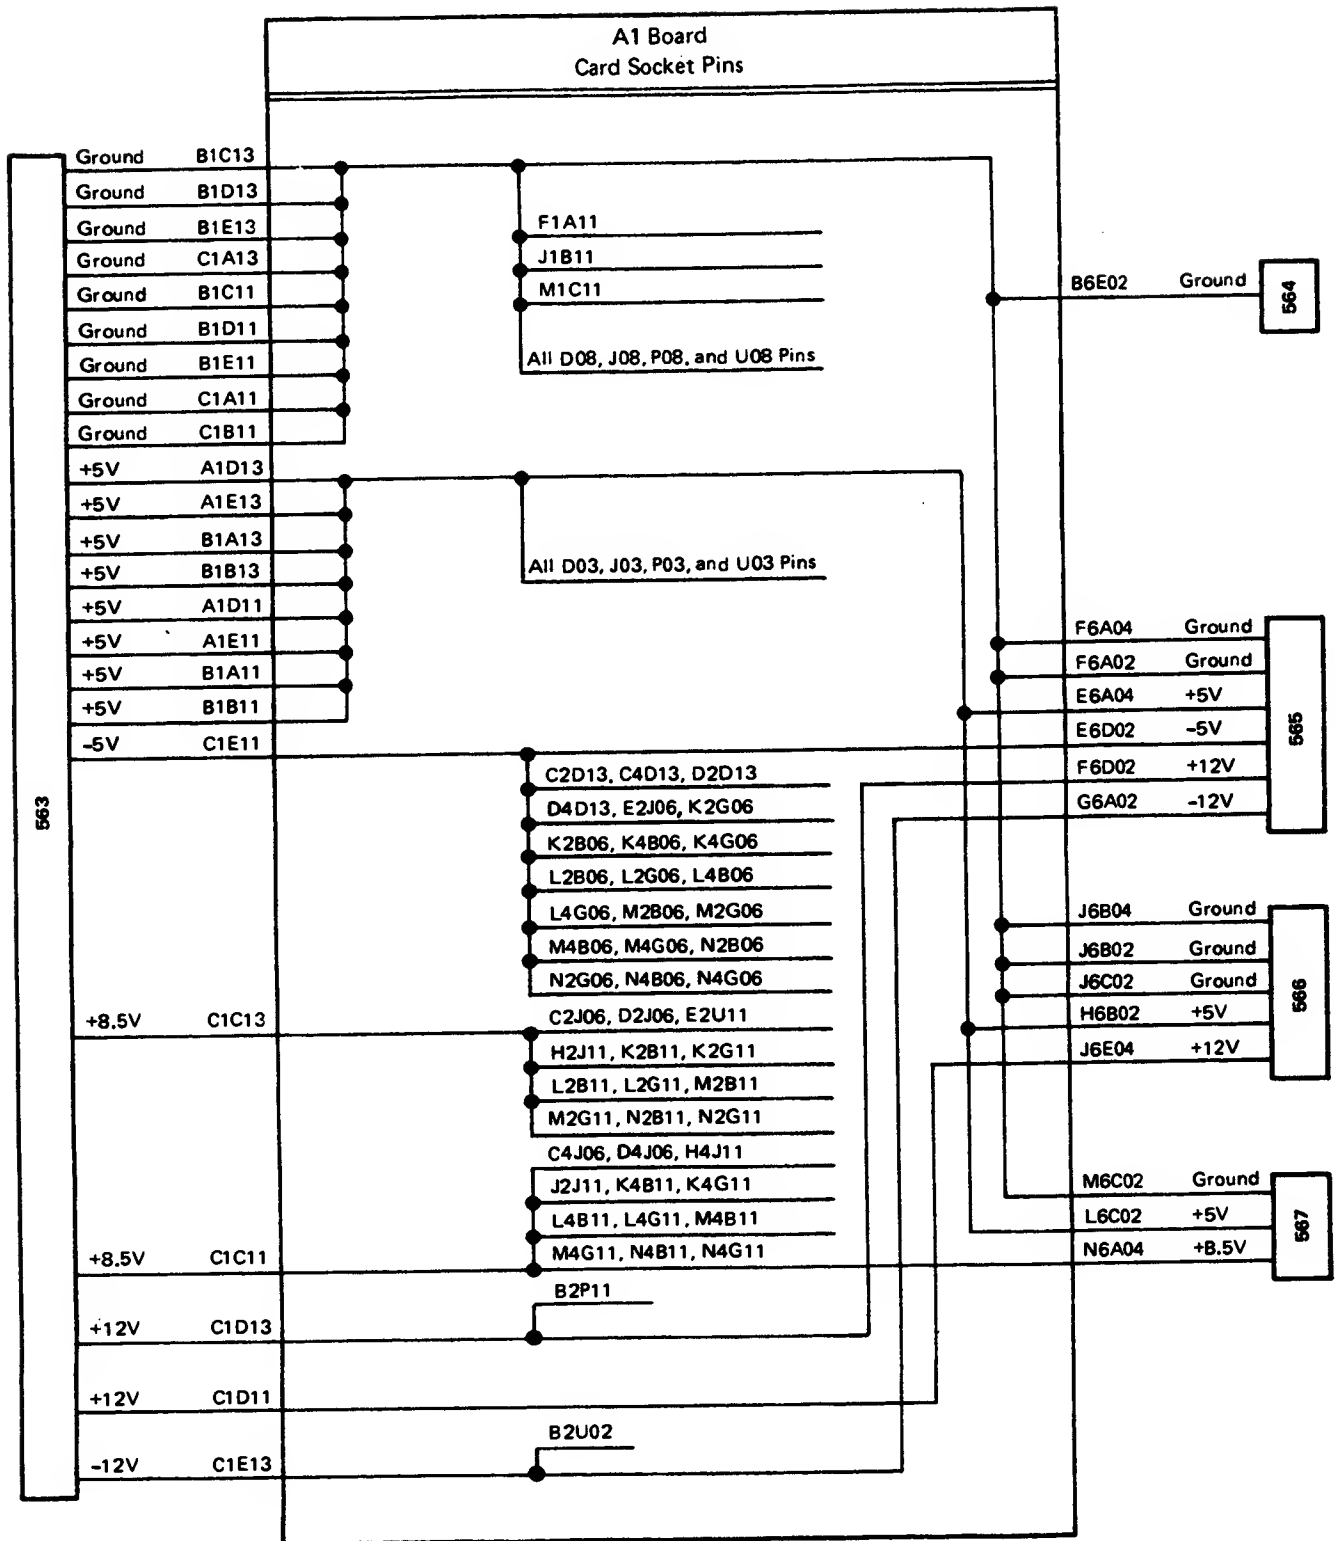 A1 Board
Card Socket Pins
563
Ground B1C13
Ground B1D13
Ground B1E13
Ground C1A13
Ground B1C11
Ground B1D11
Ground B1E11
Ground C1A11
Ground C1B11
+5V A1D13
+5V A1E13
+5V B1A13
+5V B1B13
+5V A1D11
+5V A1E11
+5V B1A11
+5V B1B11
-5V C1E11
+8.5V C1C13
+8.5V C1C11
+12V C1D13
+12V C1D11
-12V C1E13
F1A11
J1B11
M1C11
All D08, J08, P08, and U08 Pins
All D03, J03, P03, and U03 Pins
C2D13, C4D13, D2D13
D4D13, E2J06, K2G06
K2B06, K4B06, K4G06
L2B06, L2G06, L4B06
L4G06, M2B06, M2G06
M4B06, M4G06, N2B06
N2G06, N4B06, N4G06
C2J06, D2J06, E2U11
H2J11, K2B11, K2G11
L2B11, L2G11, M2B11
M2G11, N2B11, N2G11
C4J06, D4J06, H4J11
J2J11, K4B11, K4G11
L4B11, L4G11, M4B11
M4G11, N4B11, N4G11
B2P11
B2U02
B6E02 Ground
564
F6A04 Ground
F6A02 Ground
E6A04 +5V
E6D02 -5V
F6D02 +12V
G6A02 -12V
565
J6B04 Ground
J6B02 Ground
J6C02 Ground
H6B02 +5V
J6E04 +12V
566
M6C02 Ground
L6C02 +5V
N6A04 +B.5V
567